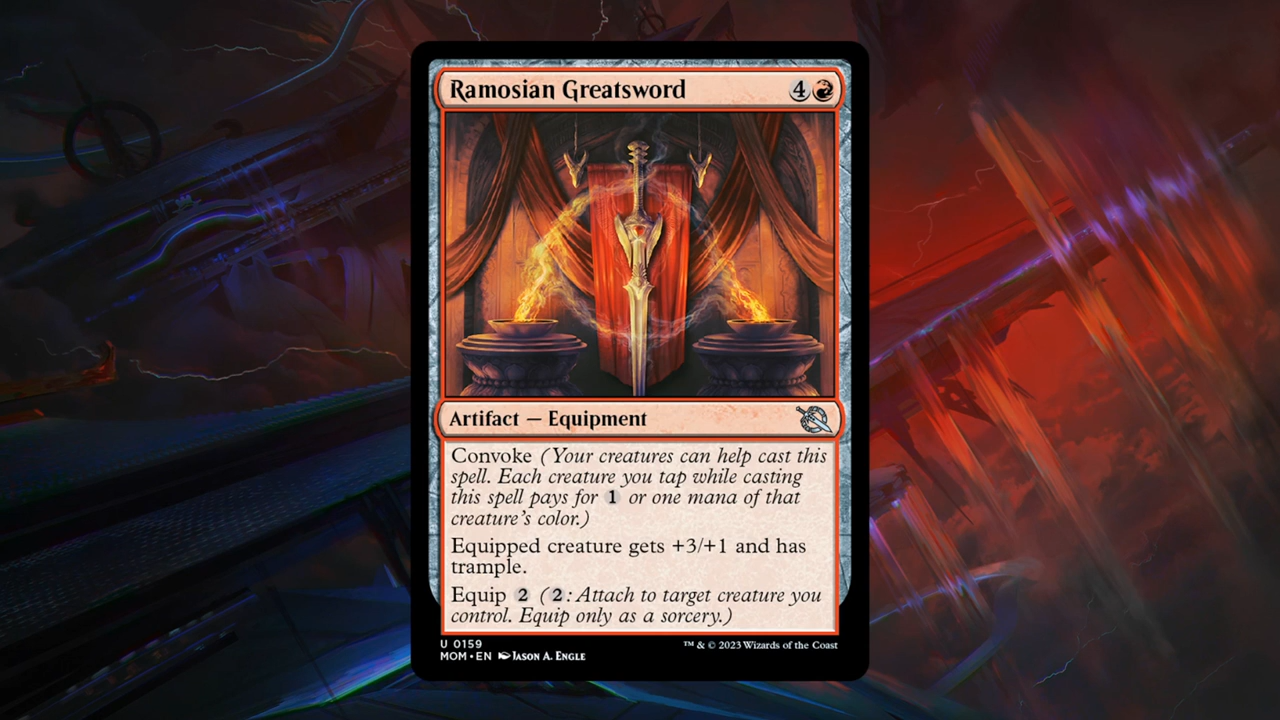 Ramosian Greatsword 4
Artifact — Equipment
Convoke (Your creatures can help cast this
spell. Each creature you tap while casting
this spell pays for 1 or one mana of that
creature's color.)
Equipped creature gets +3/+1 and has
trample.
Equip 2 (2: Attach to target creature you
control. Equip only as a sorcery.)
U 0159
MOM • EN Jason A. Engle
™ & © 2023 Wizards of the Coast